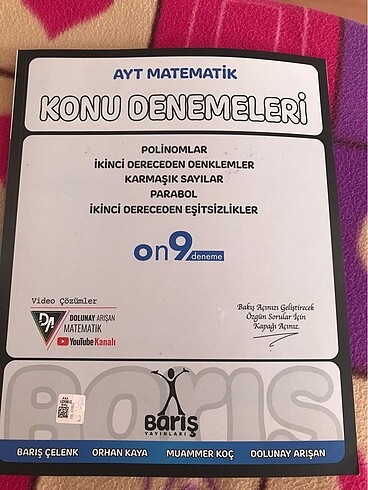 AYT MATEMATİK
KONU DENEMELERİ
POLİNOMLAR
İKİNCİ DERECEDEN DENKLEMLER
KARMAŞIK SAYILAR
PARABOL
İKİNCİ DERECEDEN EŞİTSİZLİKLER
on9 deneme
Video Çözümler
DA
DOLUNAY ARIŞAN
MATEMATİK
YouTube Kanalı
Bakış Açınızı Geliştirecek
Özgün Sorular İçin
Kapağı Açınız.
BARIŞ
Barış
YAYINLARI
BARIŞ ÇELENK ORHAN KAYA MUAMMER KOÇ DOLUNAY ARIŞAN